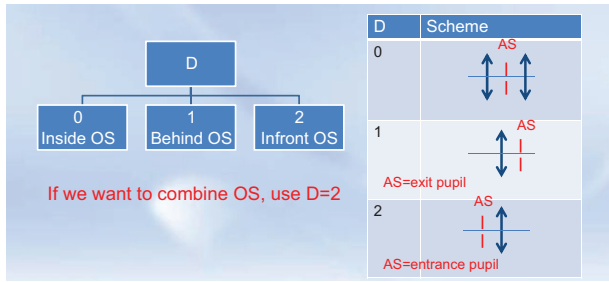 D
0
Inside OS
1
Behind OS
2
Infront OS
If we want to combine OS, use D=2
D Scheme
0
AS
1
AS
AS=exit pupil
2
AS
AS=entrance pupil